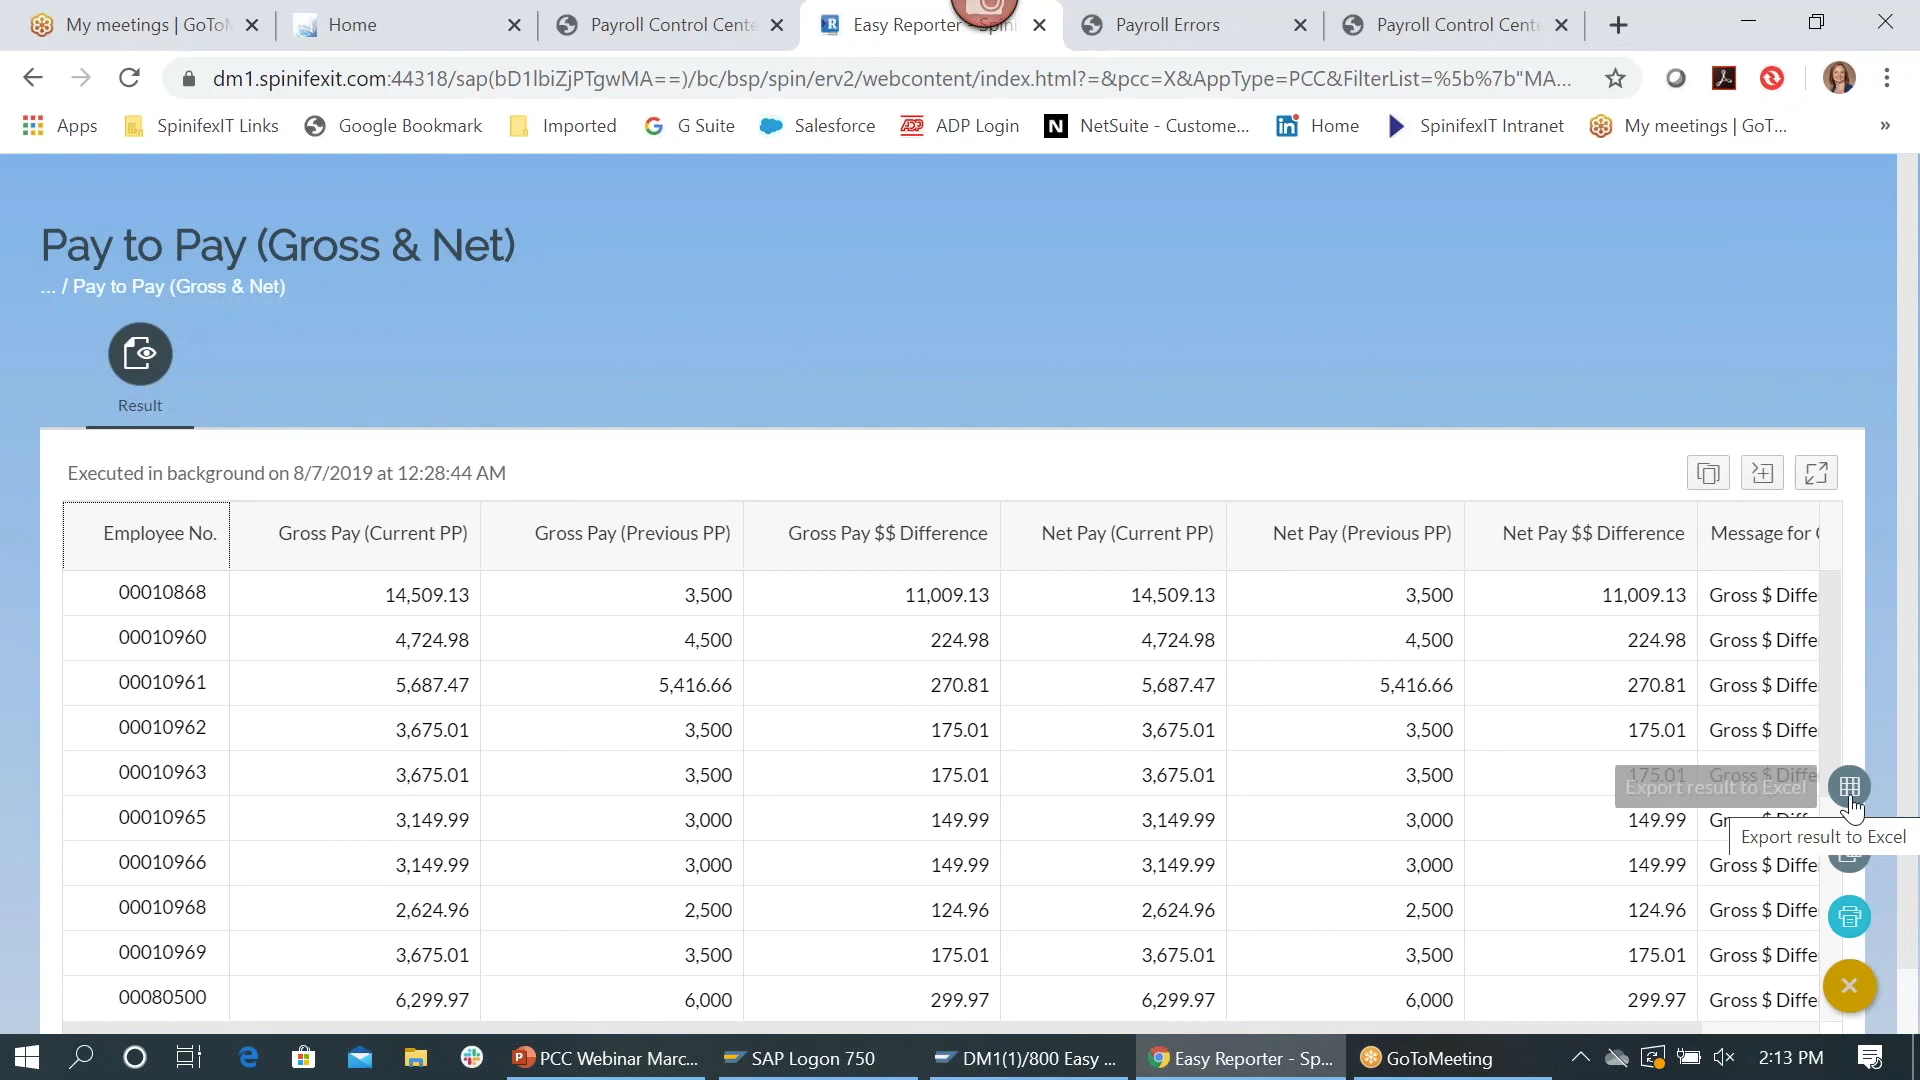 My meetings | GoToM
Home
Payroll Control Cente
Easy Reporter - Spini
Payroll Errors
Payroll Control Cente
dm1.spinifexit.com:44318/sap(bD1lbiZjPTgwMA==)/bc/bsp/spin/erv2/webcontent/index.html?=&pcc=X&AppType=PCC&FilterList=%5b%7b"MA...
Apps
SpinifexIT Links
Google Bookmark
Imported
G Suite
Salesforce
ADP Login
NetSuite - Custome...
Home
SpinifexIT Intranet
My meetings | GoT...
»
Pay to Pay (Gross & Net)
... / Pay to Pay (Gross & Net)
Result
Executed in background on 8/7/2019 at 12:28:44 AM
Employee No. Gross Pay (Current PP) Gross Pay (Previous PP) Gross Pay $$ Difference Net Pay (Current PP) Net Pay (Previous PP) Net Pay $$ Difference Message for
00010868 14,509.13 3,500 11,009.13 14,509.13 3,500 11,009.13 Gross $ Diffe
00010960 4,724.98 4,500 224.98 4,724.98 4,500 224.98 Gross $ Diffe
00010961 5,687.47 5,416.66 270.81 5,687.47 5,416.66 270.81 Gross $ Diffe
00010962 3,675.01 3,500 175.01 3,675.01 3,500 175.01 Gross $ Diffe
00010963 3,675.01 3,500 175.01 3,675.01 3,500 175.01 Gross $ Diffe
Export result to Excel
00010965 3,149.99 3,000 149.99 3,149.99 3,000 149.99
Export result to Excel
00010966 3,149.99 3,000 149.99 3,149.99 3,000 149.99 Gross $ Diffe
00010968 2,624.96 2,500 124.96 2,624.96 2,500 124.96 Gross $ Diffe
00010969 3,675.01 3,500 175.01 3,675.01 3,500 175.01 Gross $ Diffe
00080500 6,299.97 6,000 299.97 6,299.97 6,000 299.97 Gross $ Diffe
PCC Webinar Marc...
SAP Logon 750
DM1(1)/800 Easy ...
Easy Reporter - Sp...
GoToMeeting
2:13 PM